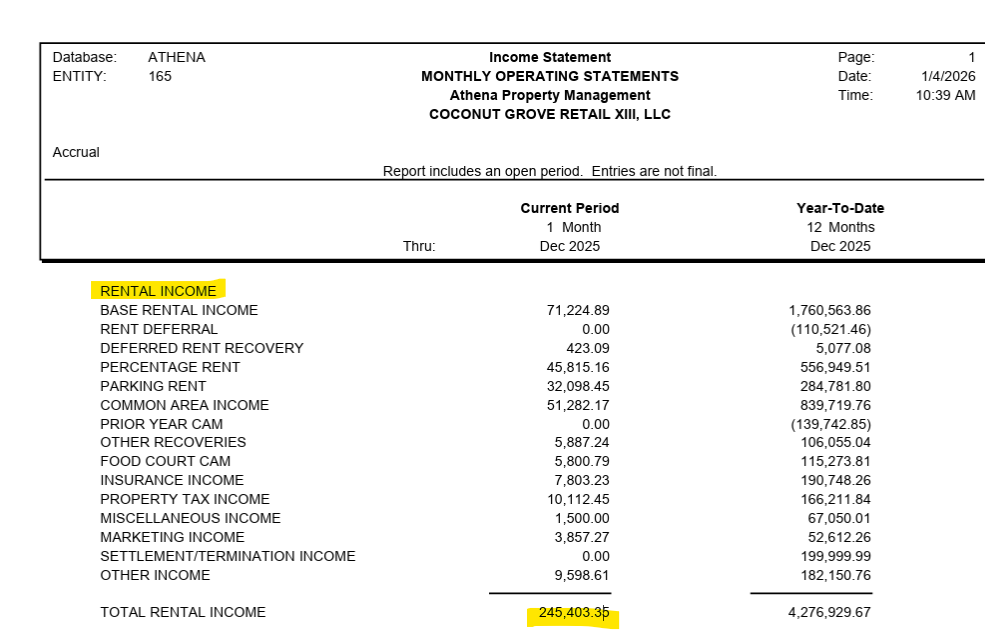 Database: ATHENA Income Statement Page: 1
ENTITY: 165 MONTHLY OPERATING STATEMENTS Date: 1/4/2026
Athena Property Management Time: 10:39 AM
COCONUT GROVE RETAIL XIII, LLC
Accrual
Report includes an open period. Entries are not final.
Current Period Year-To-Date
1 Month 12 Months
Thru: Dec 2025 Dec 2025
RENTAL INCOME
BASE RENTAL INCOME 71,224.89 1,760,563.86
RENT DEFERRAL 0.00 (110,521.46)
DEFERRED RENT RECOVERY 423.09 5,077.08
PERCENTAGE RENT 45,815.16 556,949.51
PARKING RENT 32,098.45 284,781.80
COMMON AREA INCOME 51,282.17 839,719.76
PRIOR YEAR CAM 0.00 (139,742.85)
OTHER RECOVERIES 5,887.24 106,055.04
FOOD COURT CAM 5,800.79 115,273.81
INSURANCE INCOME 7,803.23 190,748.26
PROPERTY TAX INCOME 10,112.45 166,211.84
MISCELLANEOUS INCOME 1,500.00 67,050.01
MARKETING INCOME 3,857.27 52,612.26
SETTLEMENT/TERMINATION INCOME 0.00 199,999.99
OTHER INCOME 9,598.61 182,150.76
TOTAL RENTAL INCOME 245,403.35 4,276,929.67